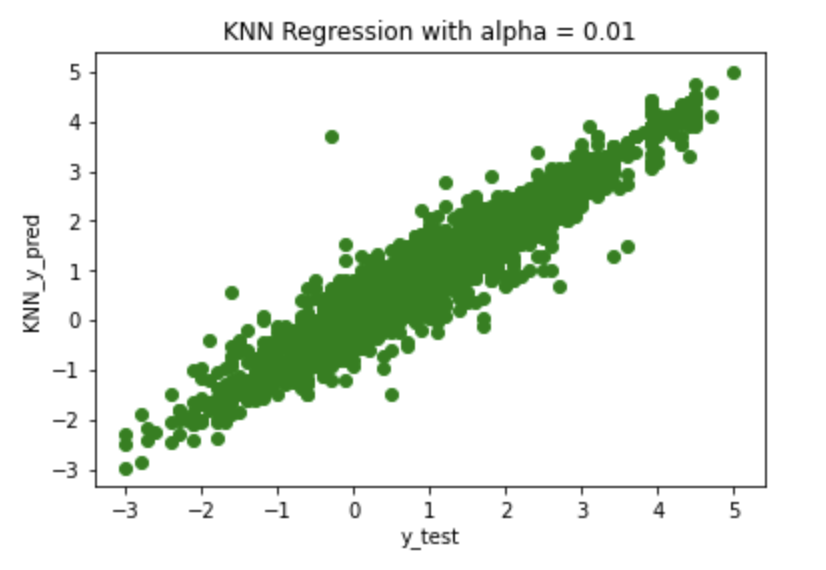 KNN Regression with alpha = 0.01
5
4
3
2
1
0
−1
−2
−3
KNN_y_pred
−3 −2 −1 0 1 2 3 4 5
y_test